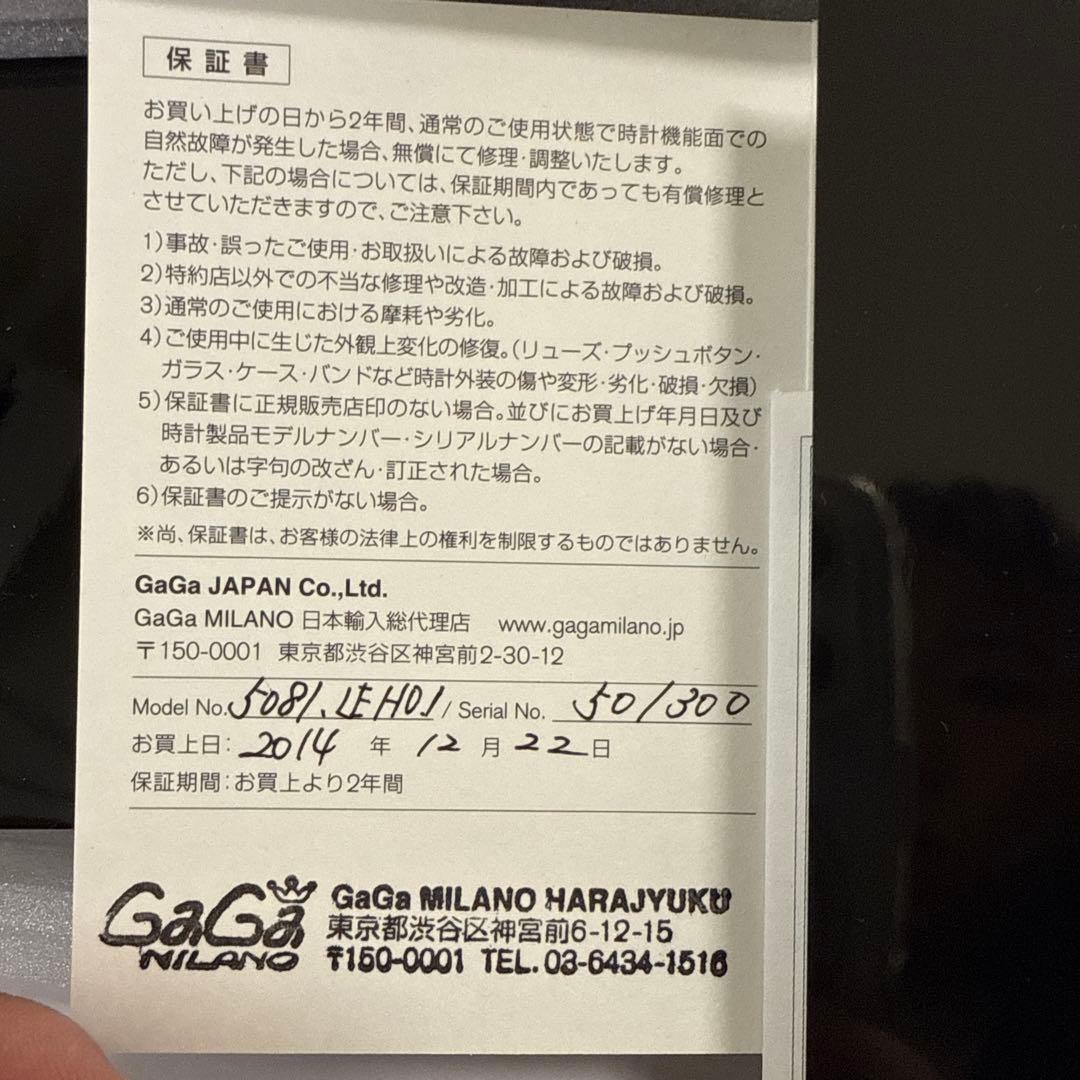 保証書
お買い上げの日から2年間、通常のご使用状態で時計機能面での
自然故障が発生した場合、無償にて修理・調整いたします。
ただし、下記の場合については、保証期間内であっても有償修理と
させていただきますので、ご注意下さい。
1)事故・誤ったご使用・お取扱いによる故障および破損。
2)特約店以外での不当な修理や改造・加工による故障および破損。
3)通常のご使用における摩耗や劣化。
4)ご使用中に生じた外観上変化の修復。(リューズ・プッシュボタン・
ガラス・ケース・バンドなど時計外装の傷や変形・劣化・破損・欠損)
5)保証書に正規販売店印のない場合。並びにお買上げ年月日及び
時計製品モデルナンバー・シリアルナンバーの記載がない場合・
あるいは字句の改ざん・訂正された場合。
6)保証書のご提示がない場合。
※尚、保証書は、お客様の法律上の権利を制限するものではありません。
GaGa JAPAN Co.,Ltd.
GaGa MILANO 日本輸入総代理店 www.gagamilano.jp
〒150-0001 東京都渋谷区神宮前2-30-12
Model No. 5081.LEH01 / Serial No. 50/300
お買上日: 2014 年 12 月 22 日
保証期間:お買上より2年間
GaGa MILANO
GaGa MILANO HARAJYUKU
東京都渋谷区神宮前6-12-15
〒150-0001 TEL.03-6434-1516